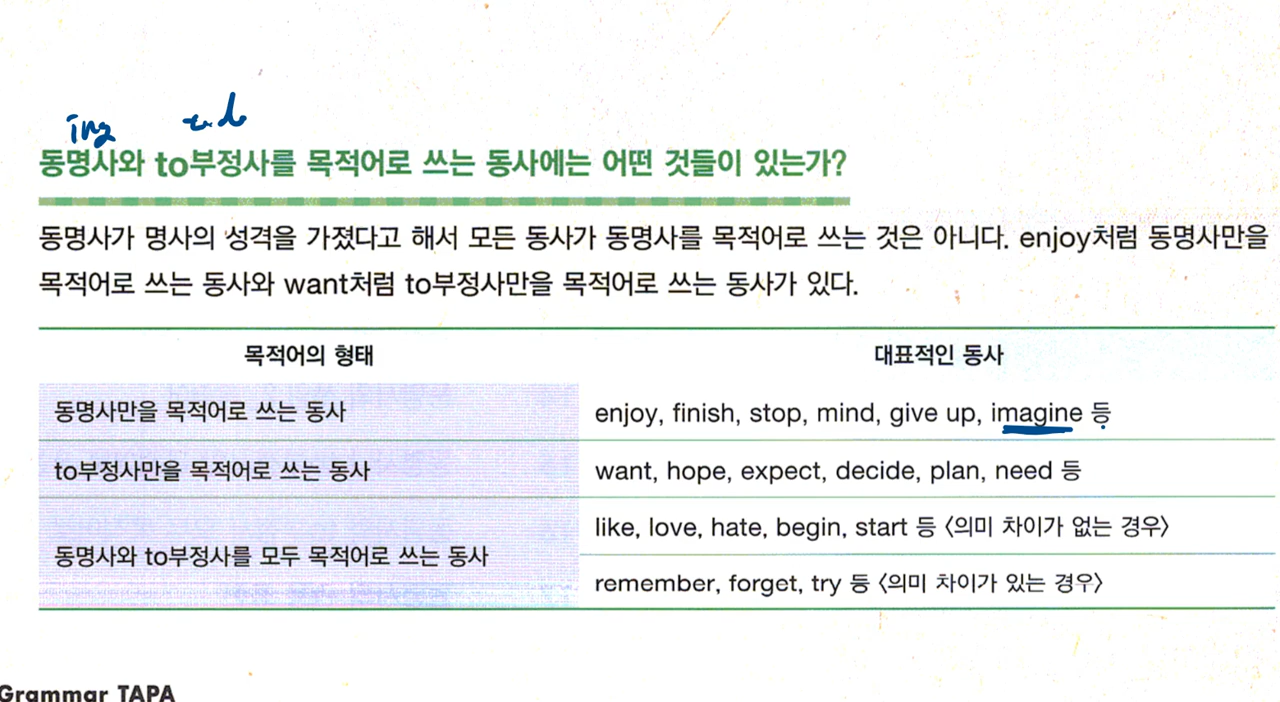 ing
동명사와 to부정사를 목적어로 쓰는 동사에는 어떤 것들이 있는가?
동명사가 명사의 성격을 가졌다고 해서 모든 동사가 동명사를 목적어로 쓰는 것은 아니다. enjoy처럼 동명사만을
목적어로 쓰는 동사와 want처럼 to부정사만을 목적어로 쓰는 동사가 있다.
목적어의 형태 대표적인 동사
동명사만을 목적어로 쓰는 동사 enjoy, finish, stop, mind, give up, imagine 등
to부정사만을 목적어로 쓰는 동사 want, hope, expect, decide, plan, need 등
like, love, hate, begin, start 등 〈의미 차이가 없는 경우〉
동명사와 to부정사를 모두 목적어로 쓰는 동사
remember, forget, try 등 〈의미 차이가 있는 경우〉
Grammar TAPA